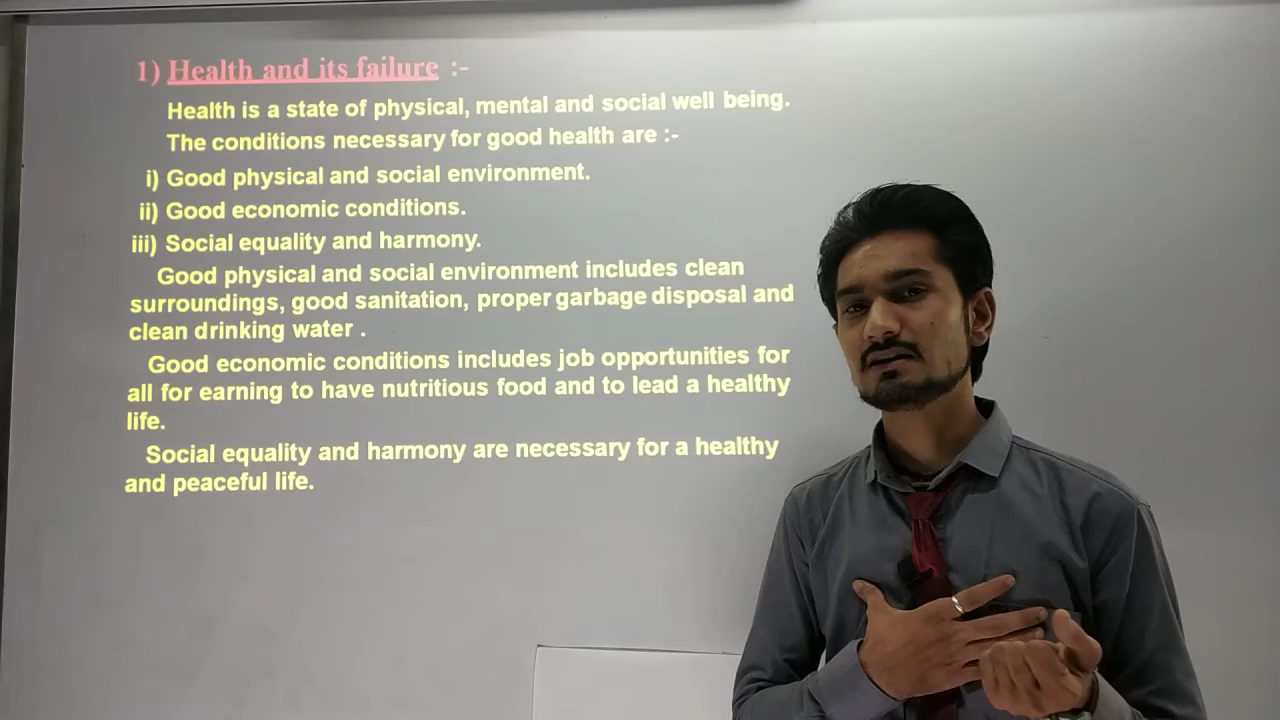 1) Health and its failure :-
Health is a state of physical, mental and social well being.
The conditions necessary for good health are :-
i) Good physical and social environment.
ii) Good economic conditions.
iii) Social equality and harmony.
Good physical and social environment includes clean
surroundings, good sanitation, proper garbage disposal and
clean drinking water .
Good economic conditions includes job opportunities for
all for earning to have nutritious food and to lead a healthy
life.
Social equality and harmony are necessary for a healthy
and peaceful life.